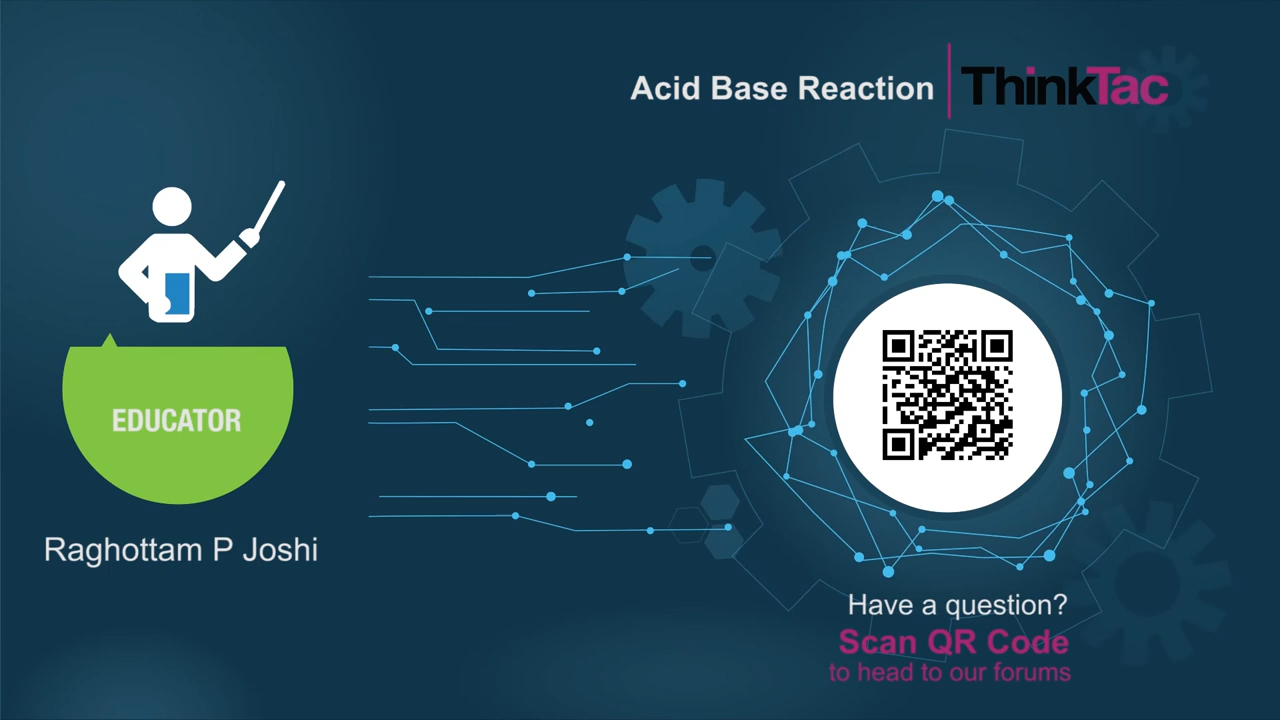 Acid Base Reaction
ThinkTac
EDUCATOR
Raghottam P Joshi
Have a question?
Scan QR Code
to head to our forums